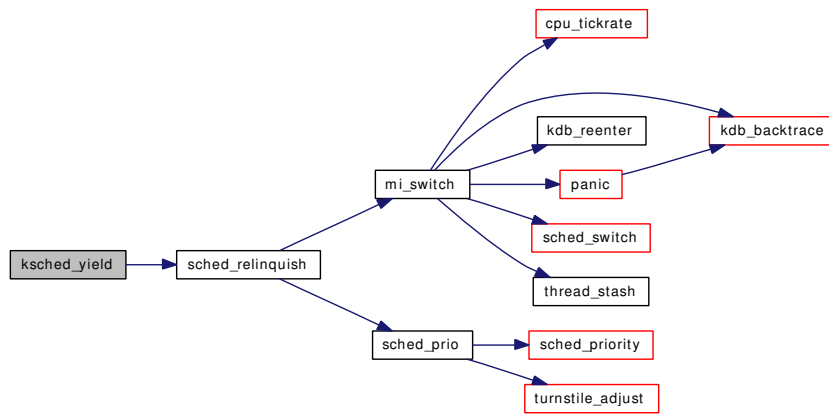 cpu_tickrate
kdb_reenter
kdb_backtrace
mi_switch
panic
sched_switch
ksched_yield
sched_relinquish
thread_stash
sched_prio
sched_priority
turnstile_adjust